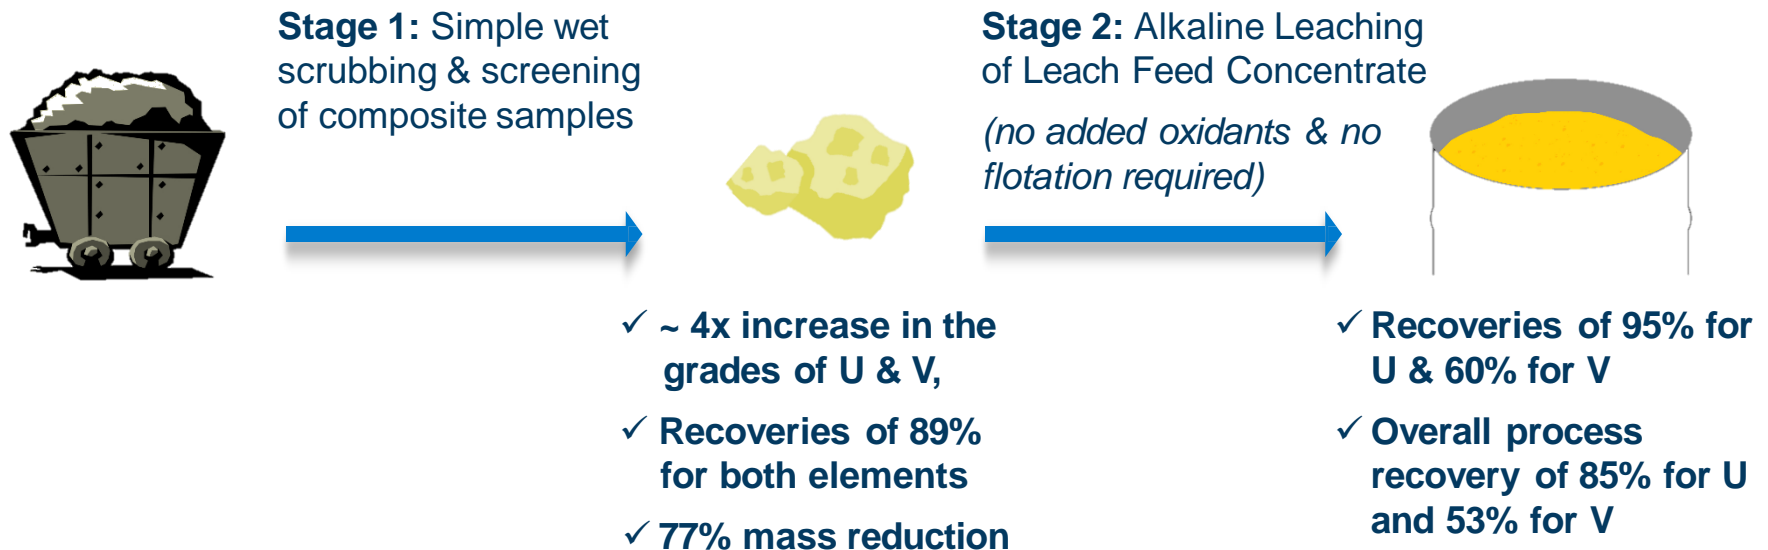 Stage 1: Simple wet
scrubbing & screening
of composite samples
Stage 2: Alkaline Leaching
of Leach Feed Concentrate
(no added oxidants & no
flotation required)
✓ ~ 4x increase in the
grades of U & V,
✓ Recoveries of 89%
for both elements
✓ 77% mass reduction
✓ Recoveries of 95% for
U & 60% for V
✓ Overall process
recovery of 85% for U
and 53% for V